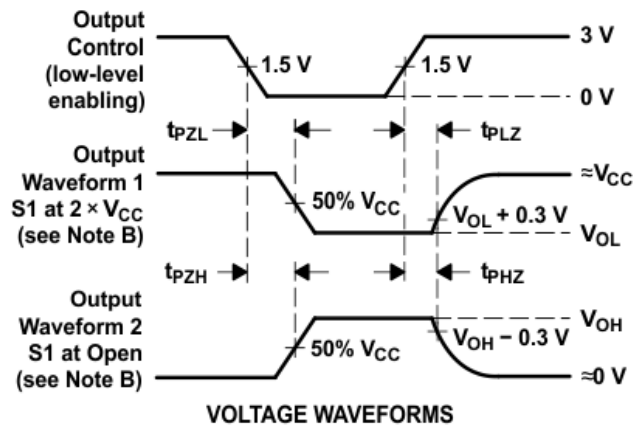 Output
Control
(low-level
enabling)
1.5 V
1.5 V
3 V
0 V
tPZL
tPLZ
Output
Waveform 1
S1 at 2 × VCC
(see Note B)
50% VCC
VOL + 0.3 V
≈VCC
VOL
tPZH
tPHZ
Output
Waveform 2
S1 at Open
(see Note B)
50% VCC
VOH − 0.3 V
VOH
≈0 V
VOLTAGE WAVEFORMS